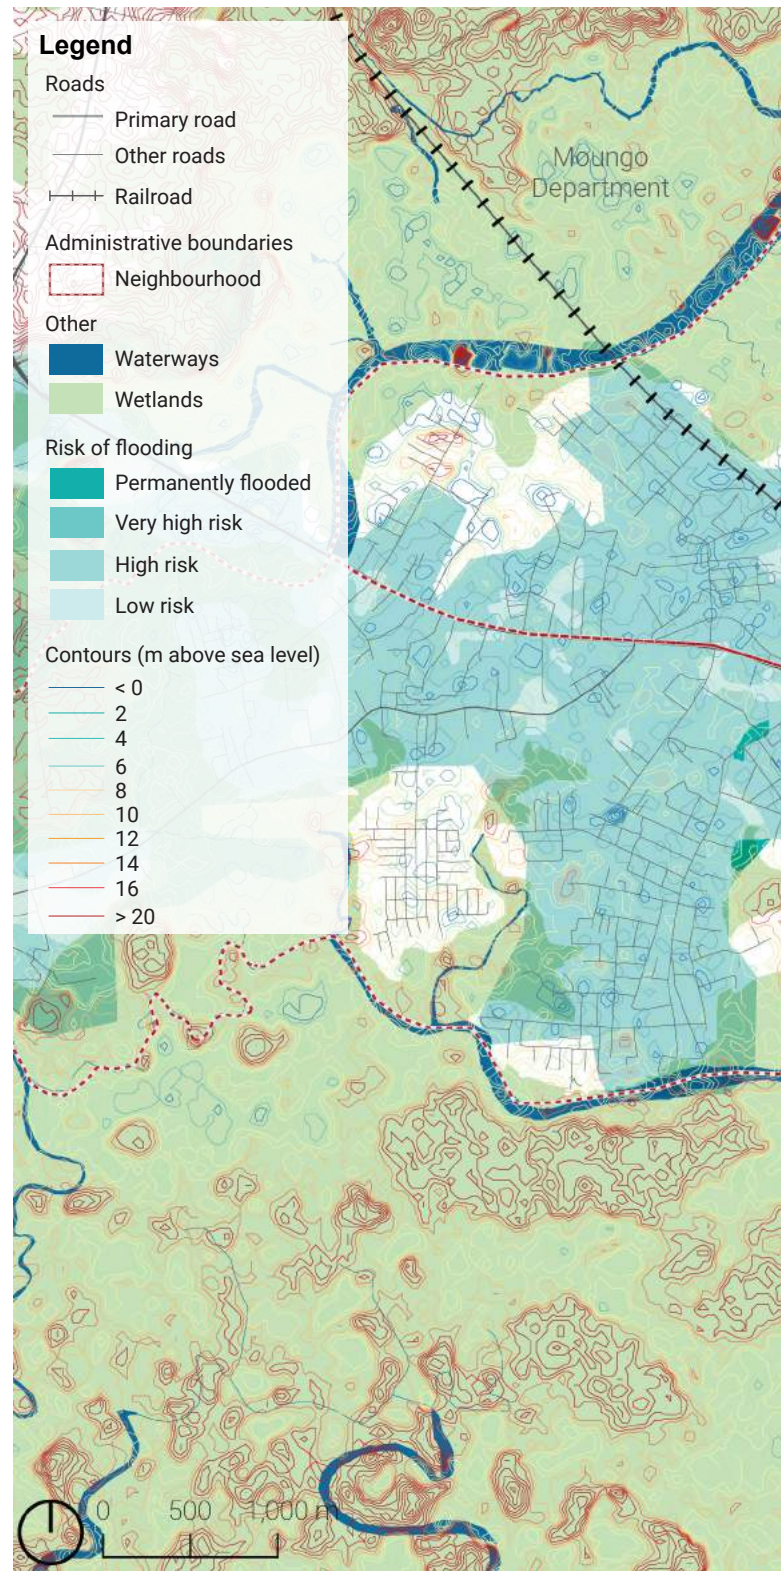 Legend
Roads
Primary road
Other roads
Railroad
Administrative boundaries
Neighbourhood
Other
Waterways
Wetlands
Risk of flooding
Permanently flooded
Very high risk
High risk
Low risk
Contours (m above sea level)
< 0
2
4
6
8
10
12
14
16
> 20
Moungo
Department
0 500 1,000 m